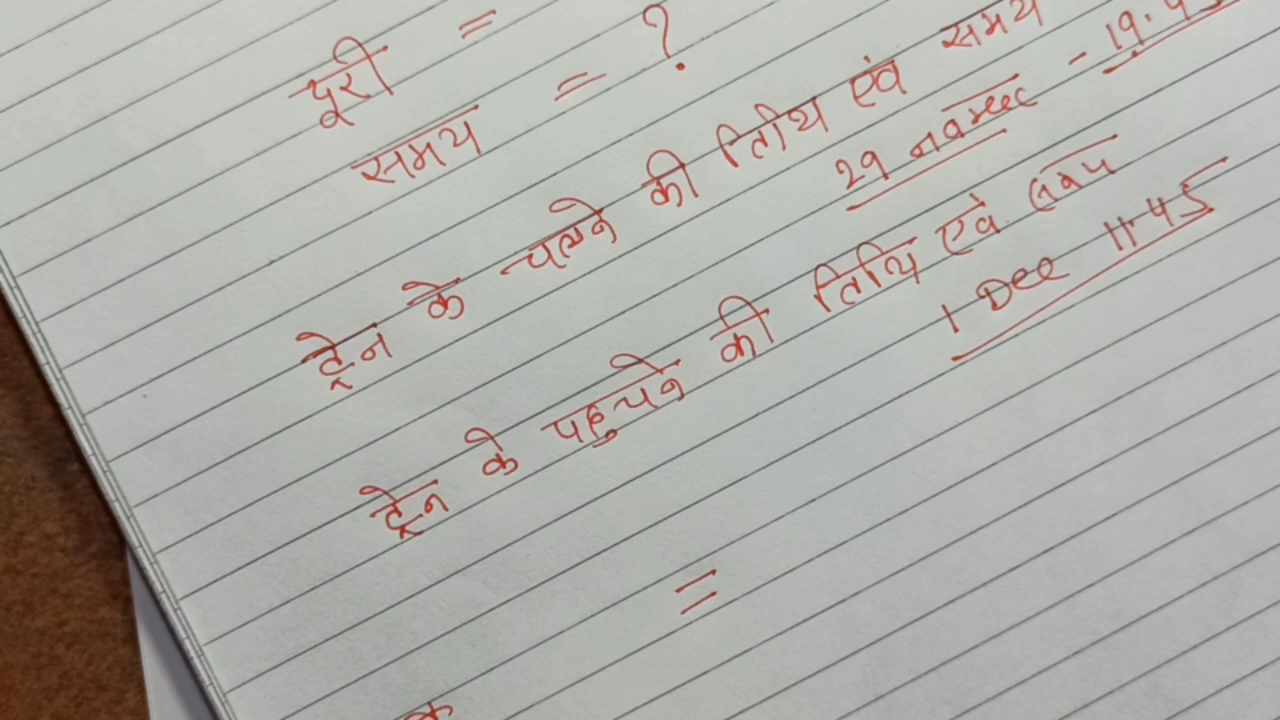 पूरी =
समय = ?
ट्रेन के चलने की तिथि एवं समय
29 नवम्बर - 19.45
ट्रेन के पहुचने की तिथि एवं समय
1 Dec 11.45
=